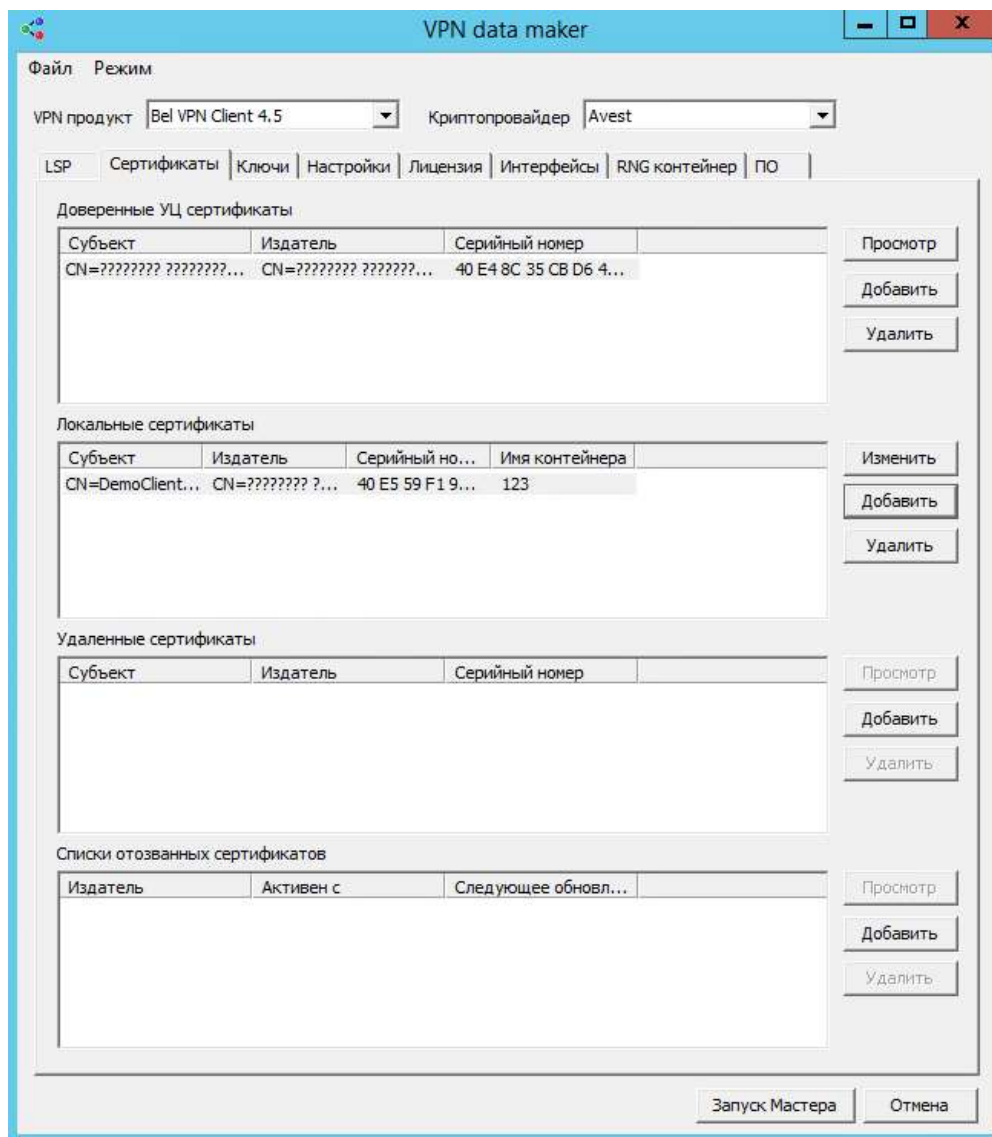 VPN data maker
Файл Режим
VPN продукт Bel VPN Client 4.5 Криптопровайдер Avest
LSP Сертификаты Ключи Настройки Лицензия Интерфейсы RNG контейнер ПО
Доверенные УЦ сертификаты
Субъект Издатель Серийный номер Просмотр
CN=???????? ????????... CN=???????? ???????... 40 E4 8C 35 CB D6 4...
Добавить
Удалить
Локальные сертификаты
Субъект Издатель Серийный но... Имя контейнера Изменить
CN=DemoClient... CN=???????? ?... 40 E5 59 F1 9... 123
Добавить
Удалить
Удаленные сертификаты
Субъект Издатель Серийный номер Просмотр
Добавить
Удалить
Списки отозванных сертификатов
Издатель Активен с Следующее обновл... Просмотр
Добавить
Удалить
Запуск Мастера Отмена